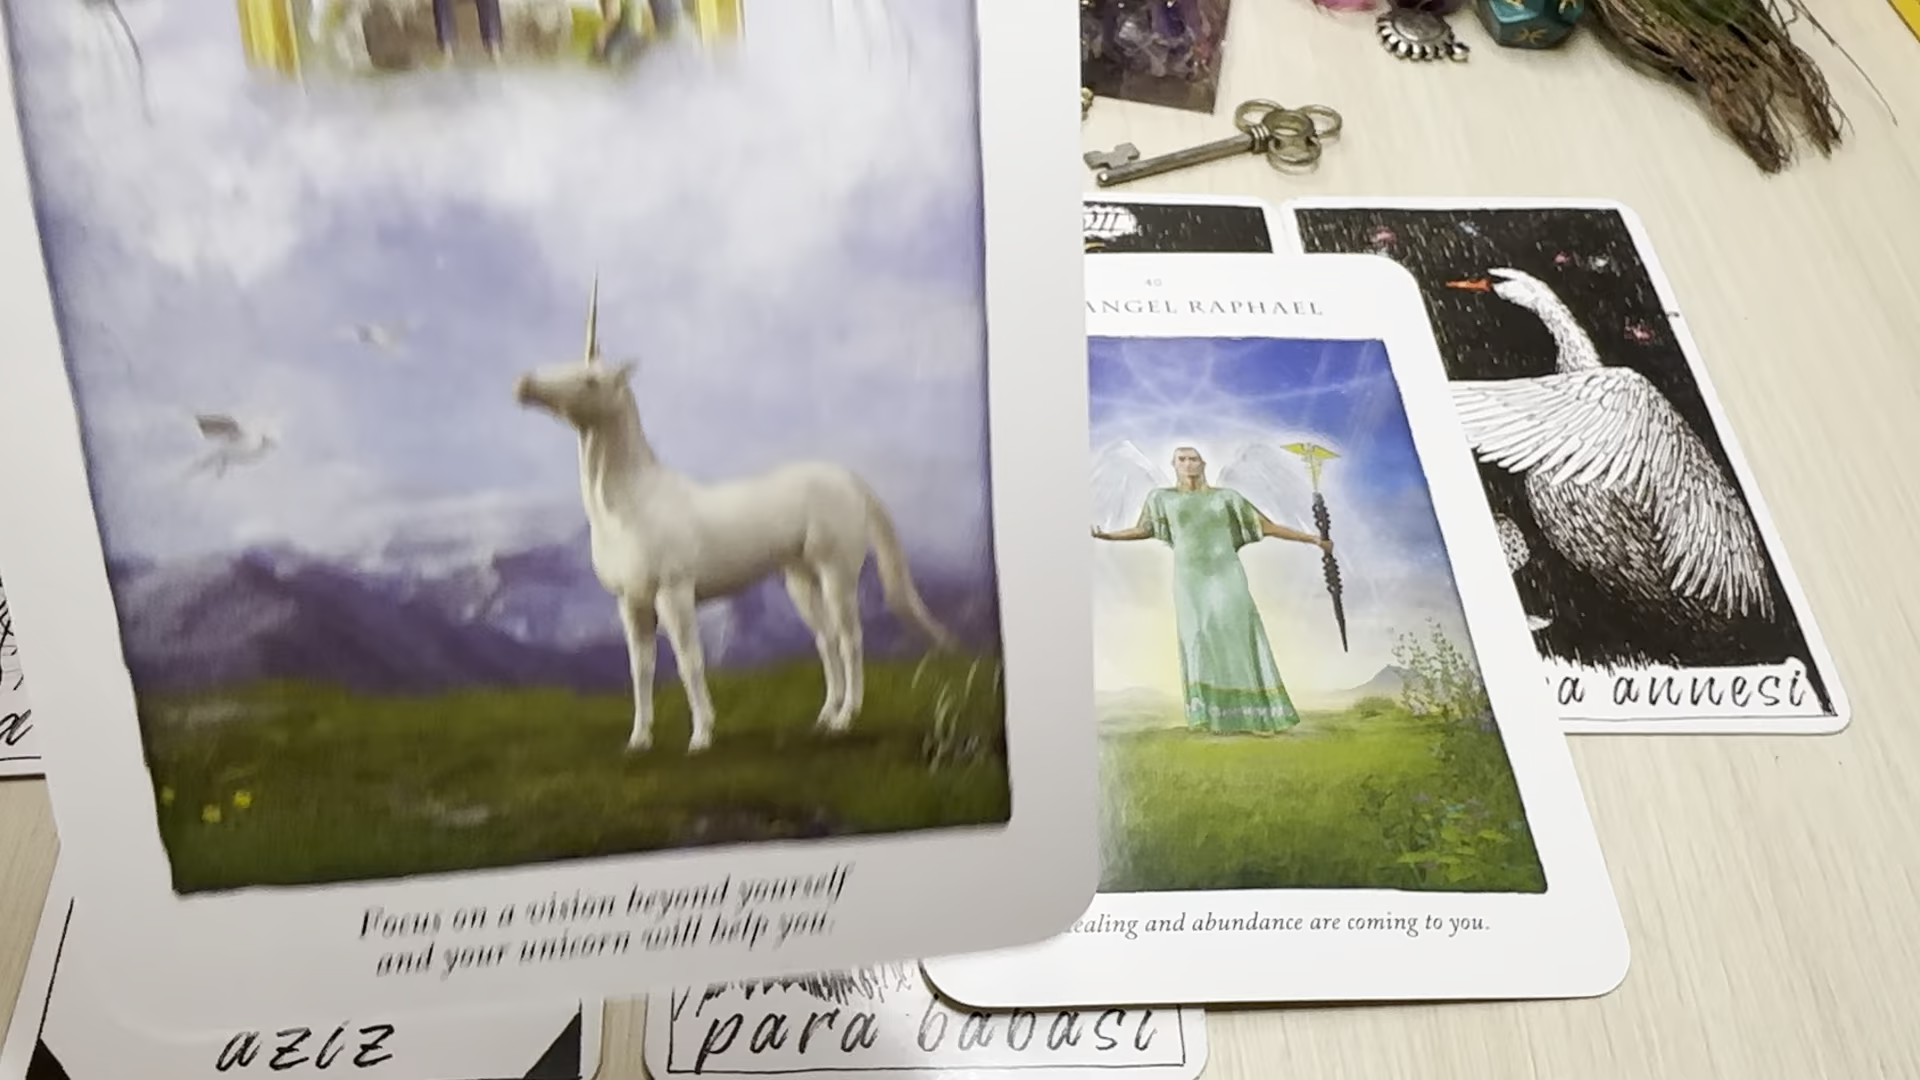 40
ANGEL RAPHAEL
annesi
Focus on a vision beyond yourself
and your unicorn will help you.
ealing and abundance are coming to you.
aziz
para babası